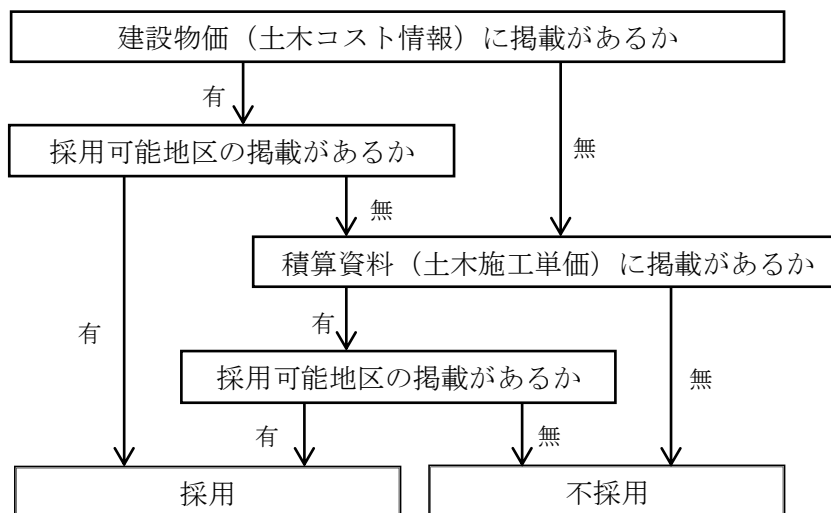 建設物価（土木コスト情報）に掲載があるか
有
採用可能地区の掲載があるか
無
無
積算資料（土木施工単価）に掲載があるか
有
有
採用可能地区の掲載があるか
無
有
無
採用
不採用